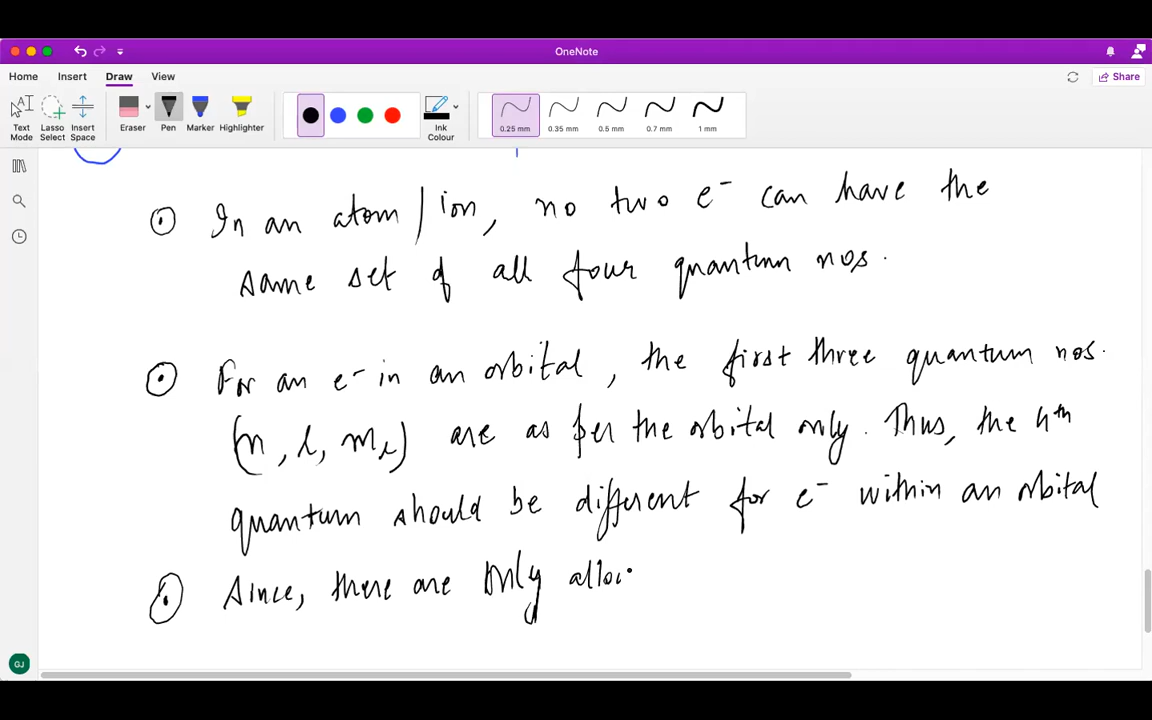 OneNote
Home Insert Draw View
Share
Text Mode
Lasso Select
Insert Space
Eraser
Pen
Marker
Highlighter
Ink Colour
0.25 mm
0.35 mm
0.5 mm
0.7 mm
1 mm
In an atom/ion, no two e⁻ can have the
same set of all four quantum nos.
For an e⁻ in an orbital, the first three quantum nos.
(n, l, mₗ) are as per the orbital only. Thus, the 4th
quantum should be different for e⁻ within an orbital
Since, there are only allo
GJ